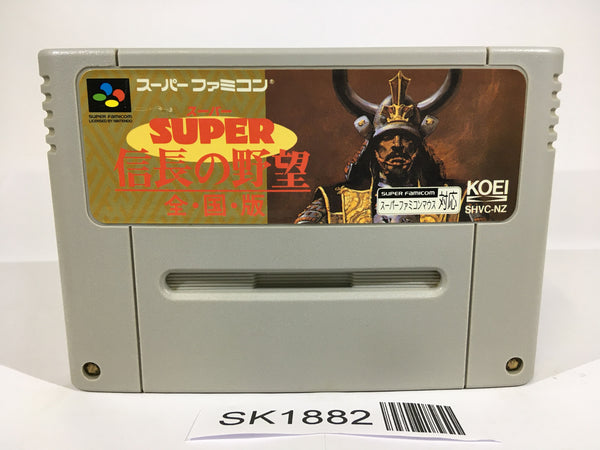 スーパーファミコン®
SUPER FAMICOM
LICENSED BY NINTENDO
スーパー
SUPER
信長の野望
全・国・版
SUPER FAMICOM
スーパーファミコンマウス 対応
KOEI
SHVC-NZ
SK1882